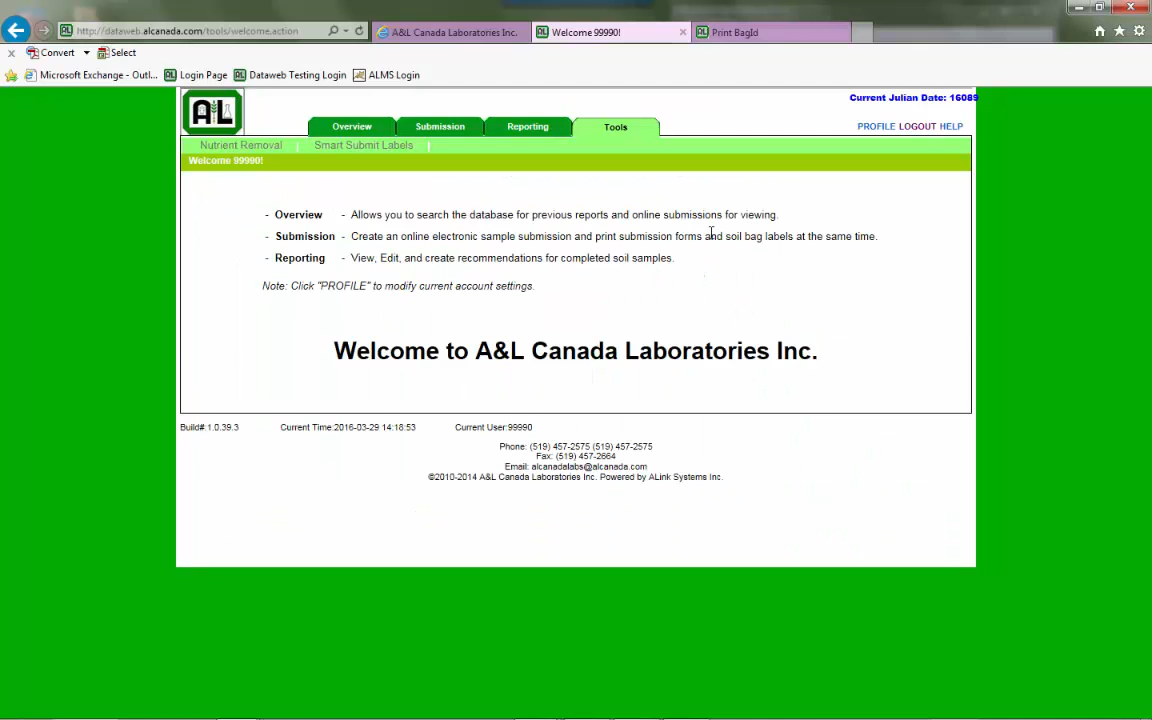 http://dataweb.alcanada.com/tools/welcome.action
A&L Canada Laboratories Inc.
AL Welcome 99990!
AL Print BagId
Convert Select
Microsoft Exchange - Outl... AL Login Page AL Dataweb Testing Login ALMS Login
AL
Current Julian Date: 16089
Overview Submission Reporting Tools
PROFILE LOGOUT HELP
Nutrient Removal | Smart Submit Labels |
Welcome 99990!
- Overview - Allows you to search the database for previous reports and online submissions for viewing.
- Submission - Create an online electronic sample submission and print submission forms and soil bag labels at the same time.
- Reporting - View, Edit, and create recommendations for completed soil samples.
Note: Click "PROFILE" to modify current account settings.
Welcome to A&L Canada Laboratories Inc.
Build#:1.0.39.3 Current Time:2016-03-29 14:18:53 Current User:99990
Phone: (519) 457-2575 (519) 457-2575
Fax: (519) 457-2664
Email: alcanadalabs@alcanada.com
©2010-2014 A&L Canada Laboratories Inc. Powered by ALink Systems Inc.